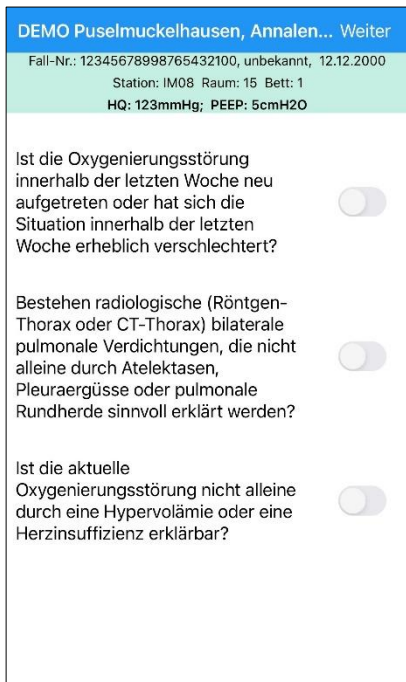 DEMO Puselmuckelhausen, Annalen... Weiter
Fall-Nr.: 12345678998765432100, unbekannt, 12.12.2000
Station: IM08 Raum: 15 Bett: 1
HQ: 123mmHg; PEEP: 5cmH2O
Ist die Oxygenierungsstörung
innerhalb der letzten Woche neu
aufgetreten oder hat sich die
Situation innerhalb der letzten
Woche erheblich verschlechtert?
Bestehen radiologische (Röntgen-
Thorax oder CT-Thorax) bilaterale
pulmonale Verdichtungen, die nicht
alleine durch Atelektasen,
Pleuraergüsse oder pulmonale
Rundherde sinnvoll erklärt werden?
Ist die aktuelle
Oxygenierungsstörung nicht alleine
durch eine Hypervolämie oder eine
Herzinsuffizienz erklärbar?